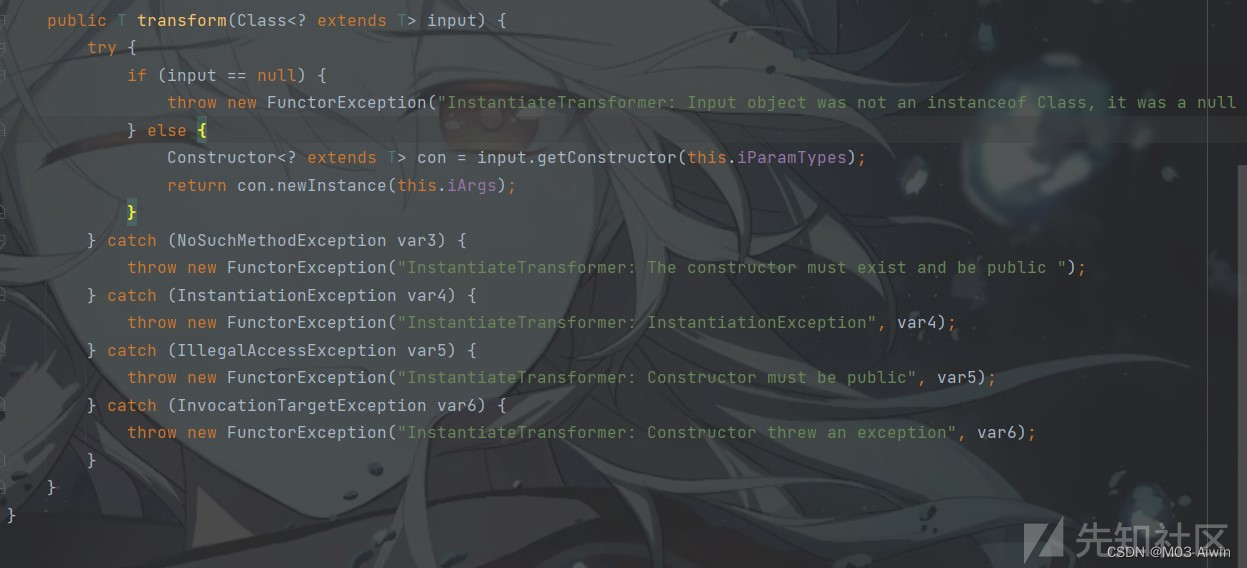 public T transform(Class<? extends T> input) {
try {
if (input == null) {
throw new FunctorException("InstantiateTransformer: Input object was not an instanceof Class, it was a null
} else {
Constructor<? extends T> con = input.getConstructor(this.iParamTypes);
return con.newInstance(this.iArgs);
}
} catch (NoSuchMethodException var3) {
throw new FunctorException("InstantiateTransformer: The constructor must exist and be public ");
} catch (InstantiationException var4) {
throw new FunctorException("InstantiateTransformer: InstantiationException", var4);
} catch (IllegalAccessException var5) {
throw new FunctorException("InstantiateTransformer: Constructor must be public", var5);
} catch (InvocationTargetException var6) {
throw new FunctorException("InstantiateTransformer: Constructor threw an exception", var6);
}
}
}
先知社区
CSDN @M03-Aiwin